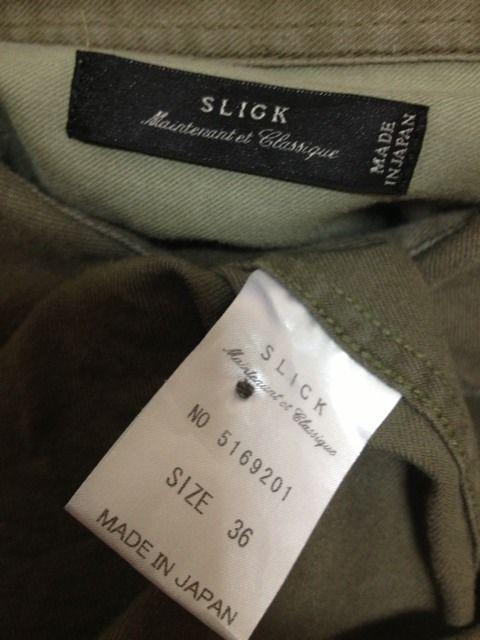 SLICK
Maintenant et Classique
MADE
IN JAPAN
SLICK
Maintenant et Classique
NO 5169201
SIZE 36
MADE IN JAPAN